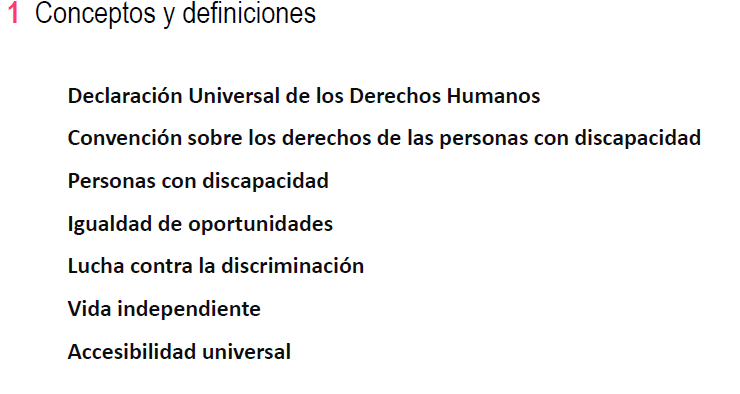 1 Conceptos y definiciones
Declaración Universal de los Derechos Humanos
Convención sobre los derechos de las personas con discapacidad
Personas con discapacidad
Igualdad de oportunidades
Lucha contra la discriminación
Vida independiente
Accesibilidad universal